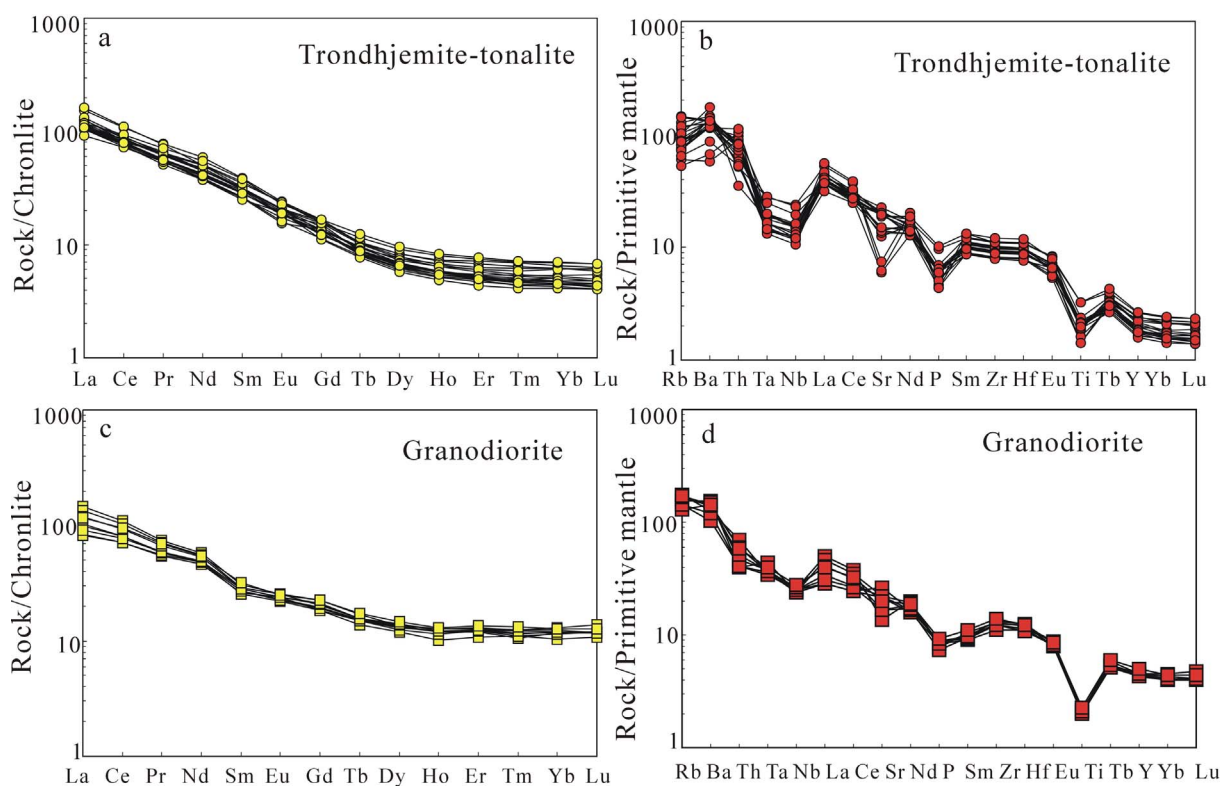 a
Trondhjemite-tonalite
Rock/Chronlite
1000
100
10
1
La Ce Pr Nd Sm Eu Gd Tb Dy Ho Er Tm Yb Lu
b
Trondhjemite-tonalite
Rock/Primitive mantle
1000
100
10
1
Rb Ba Th Ta Nb La Ce Sr Nd P Sm Zr Hf Eu Ti Tb Y Yb Lu
c
Granodiorite
Rock/Chronlite
1000
100
10
1
La Ce Pr Nd Sm Eu Gd Tb Dy Ho Er Tm Yb Lu
d
Granodiorite
Rock/Primitive mantle
1000
100
10
1
Rb Ba Th Ta Nb La Ce Sr Nd P Sm Zr Hf Eu Ti Tb Y Yb Lu